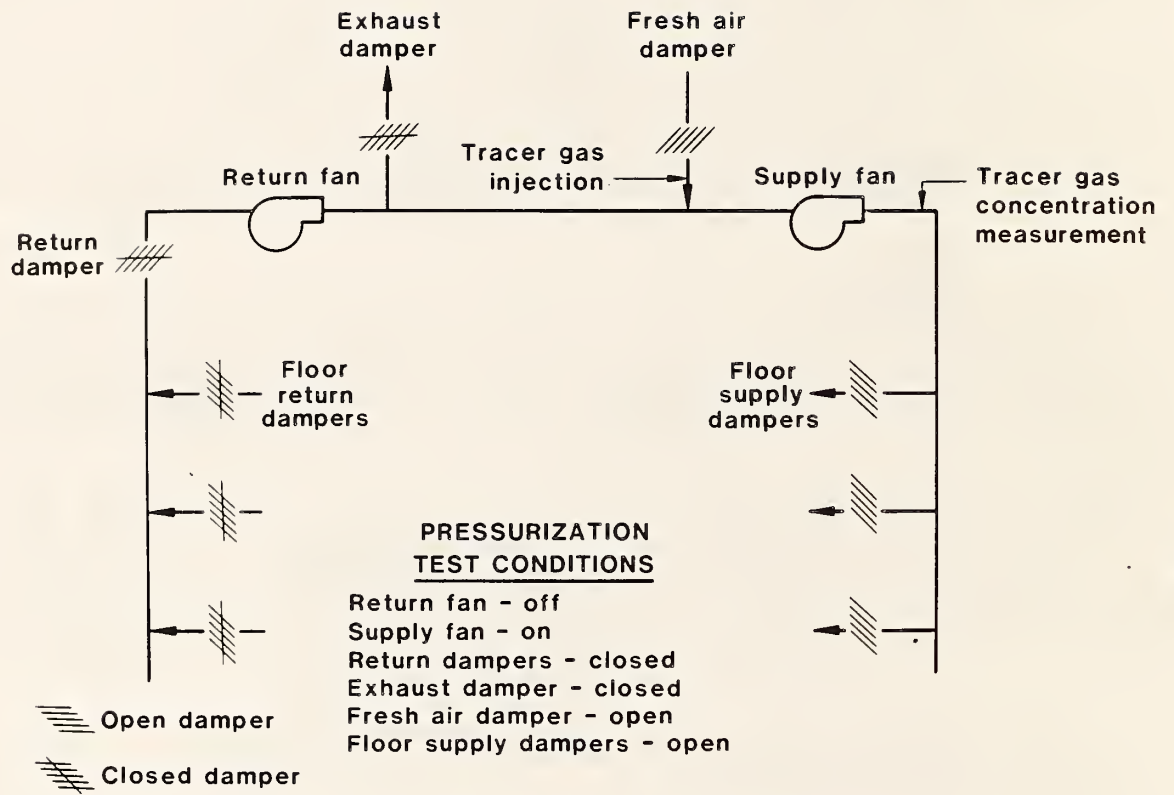 Exhaust
damper
Fresh air
damper
Tracer gas
injection
Return fan
Supply fan
Tracer gas
concentration
measurement
Return
damper
Floor
return
dampers
Floor
supply
dampers
PRESSURIZATION
TEST CONDITIONS
Return fan - off
Supply fan - on
Return dampers - closed
Exhaust damper - closed
Fresh air damper - open
Floor supply dampers - open
Open damper
Closed damper